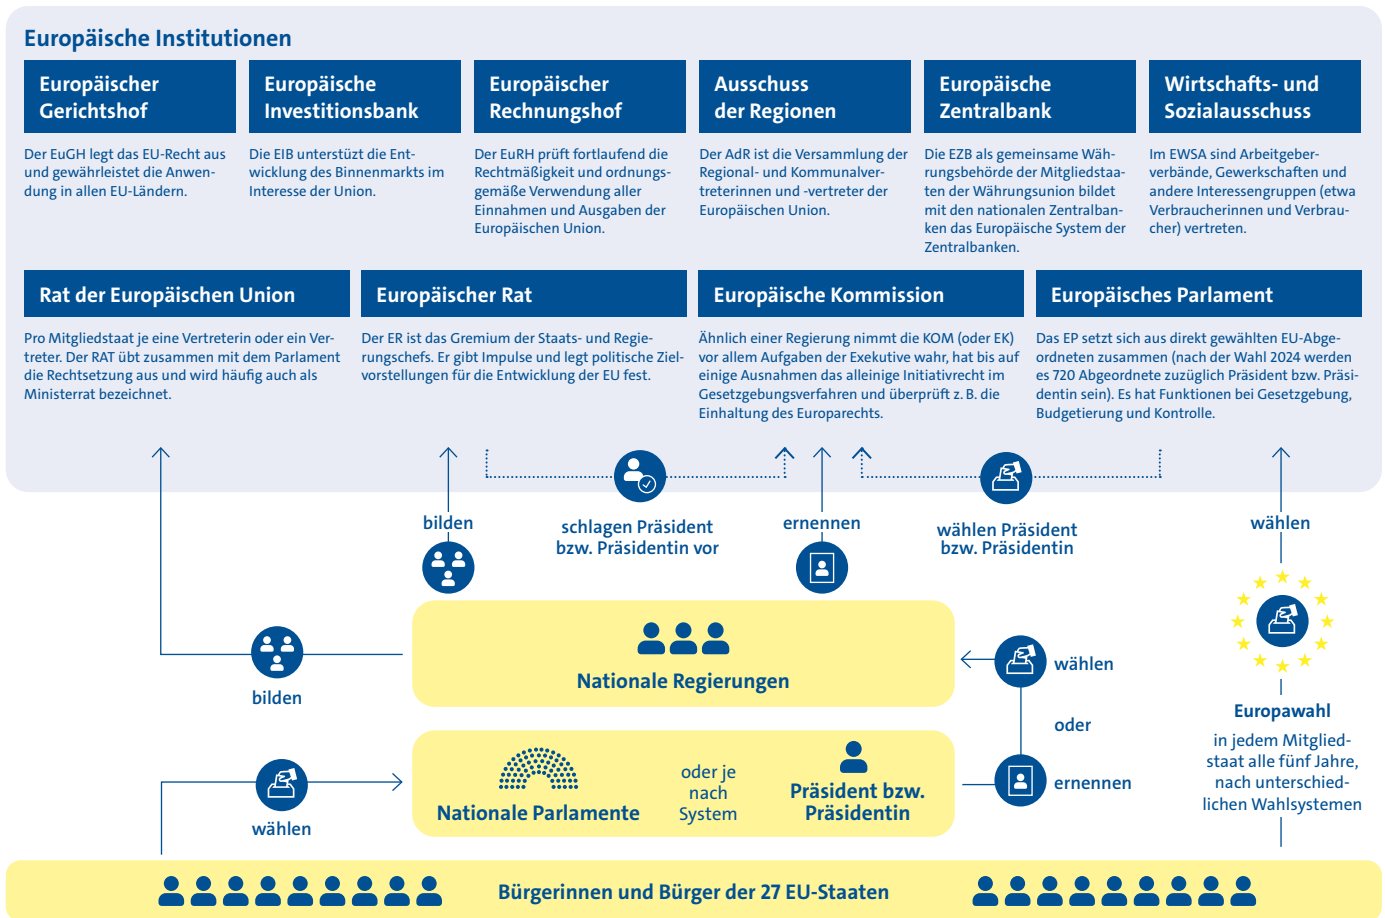 Europäische Institutionen
Europäischer
Gerichtshof
Der EuGH legt das EU-Recht aus
und gewährleistet die Anwen-
dung in allen EU-Ländern.
Europäische
Investitionsbank
Die EIB unterstüzt die Ent-
wicklung des Binnenmarkts im
Interesse der Union.
Europäischer
Rechnungshof
Der EuRH prüft fortlaufend die
Rechtmäßigkeit und ordnungs-
gemäße Verwendung aller
Einnahmen und Ausgaben der
Europäischen Union.
Ausschuss
der Regionen
Der AdR ist die Versammlung der
Regional- und Kommunalver-
treterinnen und -vertreter der
Europäischen Union.
Europäische
Zentralbank
Die EZB als gemeinsame Wäh-
rungsbehörde der Mitgliedstaa-
ten der Währungsunion bildet
mit den nationalen Zentralban-
ken das Europäische System der
Zentralbanken.
Wirtschafts- und
Sozialausschuss
Im EWSA sind Arbeitgeber-
verbände, Gewerkschaften und
andere Interessengruppen (etwa
Verbraucherinnen und Verbrau-
cher) vertreten.
Rat der Europäischen Union
Pro Mitgliedstaat je eine Vertreterin oder ein Ver-
treter. Der RAT übt zusammen mit dem Parlament
die Rechtsetzung aus und wird häufig auch als
Ministerrat bezeichnet.
Europäischer Rat
Der ER ist das Gremium der Staats- und Regie-
rungschefs. Er gibt Impulse und legt politische Ziel-
vorstellungen für die Entwicklung der EU fest.
Europäische Kommission
Ähnlich einer Regierung nimmt die KOM (oder EK)
vor allem Aufgaben der Exekutive wahr, hat bis auf
einige Ausnahmen das alleinige Initiativrecht im
Gesetzgebungsverfahren und überprüft z. B. die
Einhaltung des Europarechts.
Europäisches Parlament
Das EP setzt sich aus direkt gewählten EU-Abge-
ordneten zusammen (nach der Wahl 2024 werden
es 720 Abgeordnete zuzüglich Präsident bzw. Präsi-
dentin sein). Es hat Funktionen bei Gesetzgebung,
Budgetierung und Kontrolle.
bilden
schlagen Präsident
bzw. Präsidentin vor
ernennen
wählen Präsident
bzw. Präsidentin
wählen
bilden
Nationale Regierungen
wählen
oder
ernennen
Europawahl
in jedem Mitglied-
staat alle fünf Jahre,
nach unterschied-
lichen Wahlsystemen
wählen
Nationale Parlamente
oder je
nach
System
Präsident bzw.
Präsidentin
Bürgerinnen und Bürger der 27 EU-Staaten